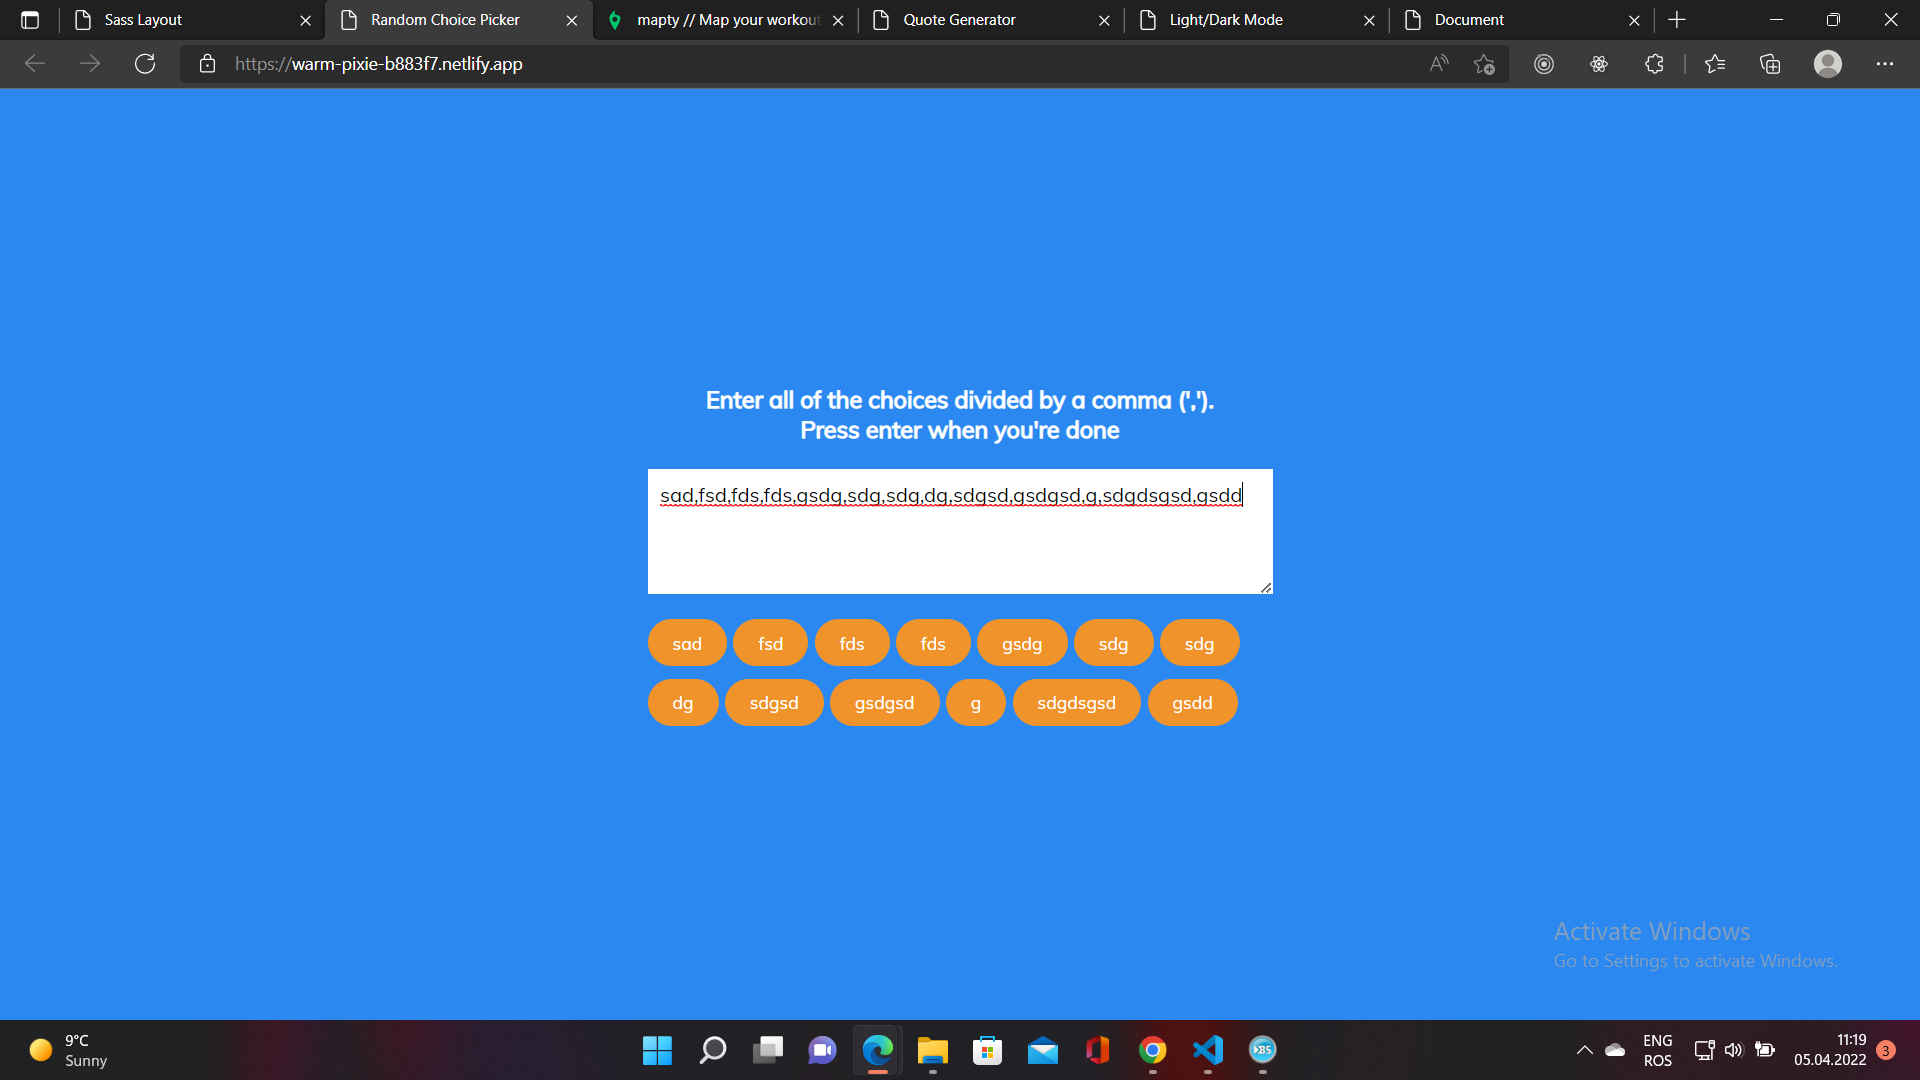 Sass Layout
Random Choice Picker
mapty // Map your workout
Quote Generator
Light/Dark Mode
Document
https://warm-pixie-b883f7.netlify.app
Enter all of the choices divided by a comma (',').
Press enter when you're done
sad,fsd,fds,fds,gsdg,sdg,sdg,dg,sdgsd,gsdgsd,g,sdgdsgsd,gsdd
sad fsd fds fds gsdg sdg sdg
dg sdgsd gsdgsd g sdgdsgsd gsdd
Activate Windows
Go to Settings to activate Windows.
9°C
Sunny
ENG
ROS
11:19
05.04.2022
3